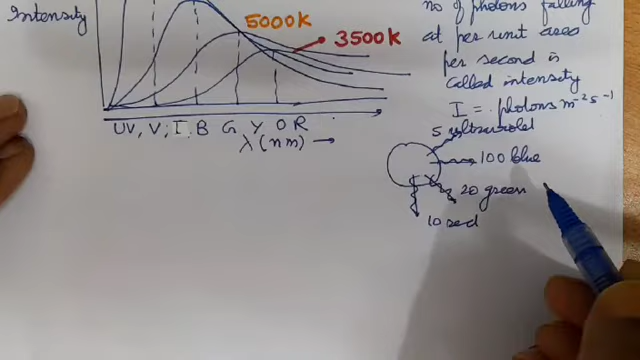 Intensity
5000k
3500k
UV, V, I B G Y O R
λ (nm) →
no of photons falling
at per unit area
per second is
called intensity
I = photons m⁻² s⁻¹
5 ultraviolet
100 blue
20 green
10 red